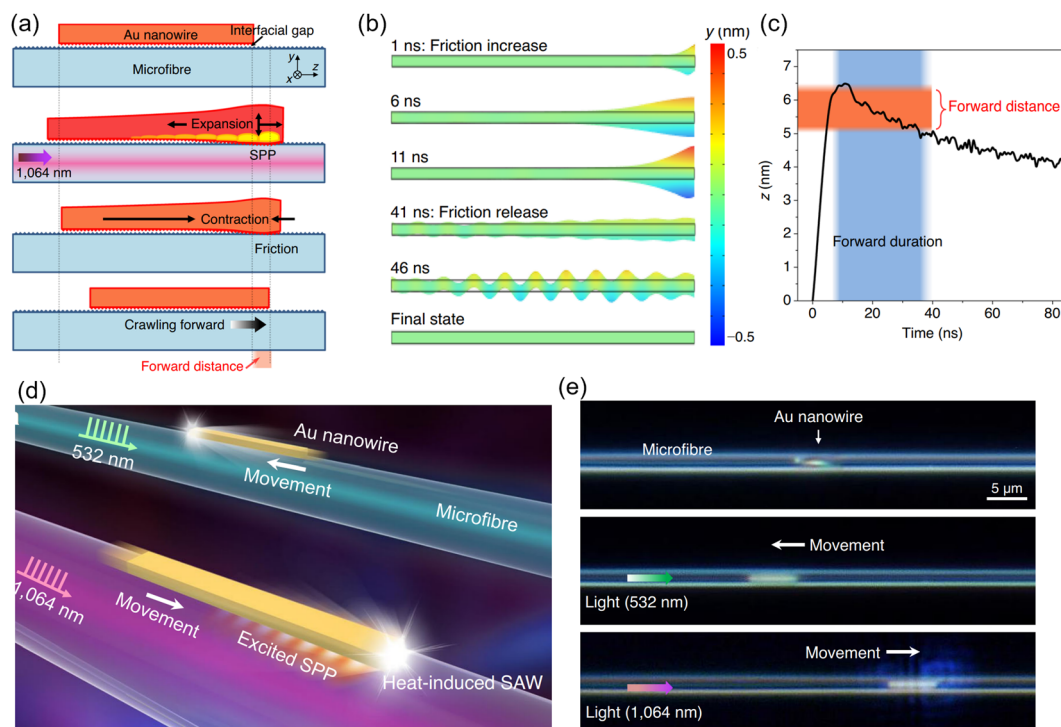 (a)
Au nanowire
Interfacial gap
Microfibre
y
x
z
Expansion
SPP
1,064 nm
Contraction
Friction
Crawling forward
Forward distance
(b)
y (nm)
1 ns: Friction increase
0.5
6 ns
11 ns
41 ns: Friction release
46 ns
Final state
−0.5
(c)
7
6
5
4
3
2
1
0
z (nm)
Forward distance
Forward duration
0 20 40 60 80
Time (ns)
(d)
532 nm
Au nanowire
Movement
Microfibre
1,064 nm
Movement
Excited SPP
Heat-induced SAW
(e)
Au nanowire
Microfibre
5 µm
Movement
Light (532 nm)
Movement
Light (1,064 nm)